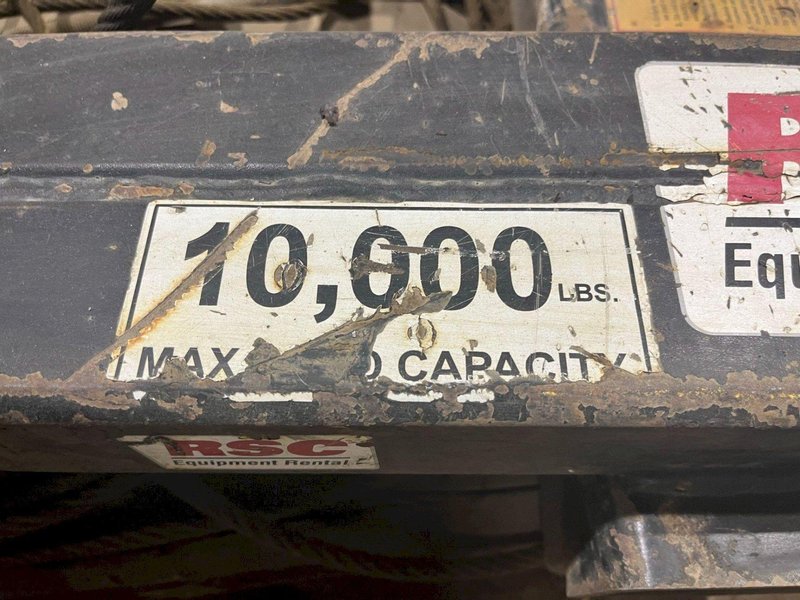 10,000 LBS.
MAX CAPACITY
RSC
Equipment Rental